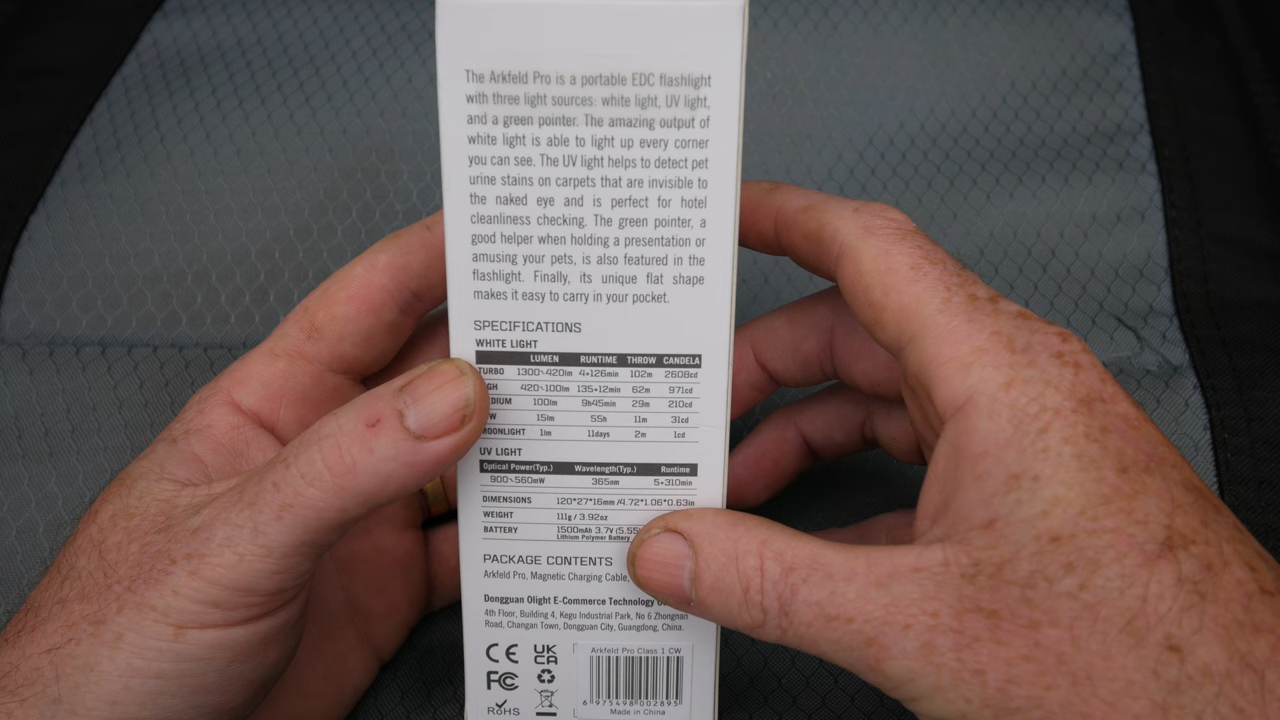 The Arkfeld Pro is a portable EDC flashlight
with three light sources: white light, UV light,
and a green pointer. The amazing output of
white light is able to light up every corner
you can see. The UV light helps to detect pet
urine stains on carpets that are invisible to
the naked eye and is perfect for hotel
cleanliness checking. The green pointer, a
good helper when holding a presentation or
amusing your pets, is also featured in the
flashlight. Finally, its unique flat shape
makes it easy to carry in your pocket.
SPECIFICATIONS
WHITE LIGHT
LUMEN RUNTIME THROW CANDELA
TURBO 1300~420lm 4+126min 102m 2608cd
GH 420~100lm 135+12min 62m 971cd
DIUM 100lm 9h45min 29m 210cd
W 15lm 55h 11m 31cd
MOONLIGHT 1lm 11days 2m 1cd
UV LIGHT
Optical Power(Typ.) Wavelength(Typ.) Runtime
900~560mW 365nm 5+310min
DIMENSIONS 120*27*16mm /4.72*1.06*0.63in
WEIGHT 111g / 3.92oz
BATTERY 1500mAh 3.7V (5.55
Lithium Polymer Battery
PACKAGE CONTENTS
Arkfeld Pro, Magnetic Charging Cable,
Dongguan Olight E-Commerce Technology Co
4th Floor, Building 4, Kegu Industrial Park, No 6 Zhongnan
Road, Changan Town, Dongguan City, Guangdong, China.
CE UK CA
FC
RoHS
Arkfeld Pro Class 1 CW
6 975498 002895
Made in China